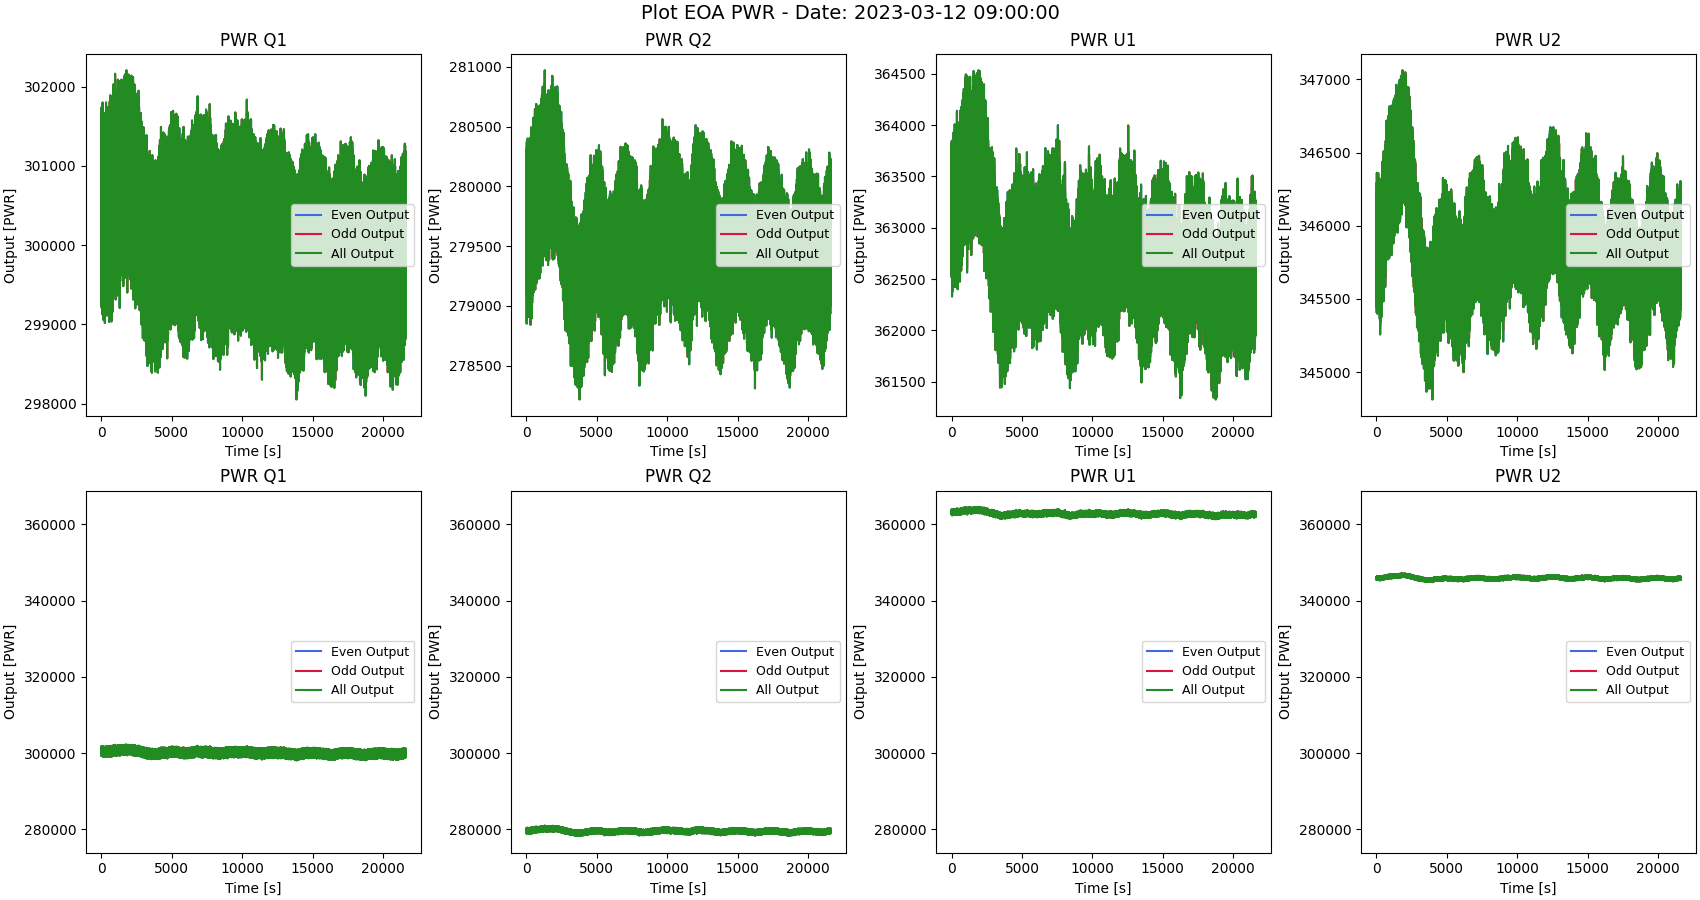 Plot EOA PWR - Date: 2023-03-12 09:00:00
PWR Q1
PWR Q2
PWR U1
PWR U2
Output [PWR]
302000
301000
300000
299000
298000
0 5000 10000 15000 20000
Time [s]
Even Output
Odd Output
All Output
Output [PWR]
281000
280500
280000
279500
279000
278500
0 5000 10000 15000 20000
Time [s]
Even Output
Odd Output
All Output
Output [PWR]
364500
364000
363500
363000
362500
362000
361500
0 5000 10000 15000 20000
Time [s]
Even Output
Odd Output
All Output
Output [PWR]
347000
346500
346000
345500
345000
0 5000 10000 15000 20000
Time [s]
Even Output
Odd Output
All Output
PWR Q1
PWR Q2
PWR U1
PWR U2
Output [PWR]
360000
340000
320000
300000
280000
0 5000 10000 15000 20000
Time [s]
Even Output
Odd Output
All Output
Output [PWR]
360000
340000
320000
300000
280000
0 5000 10000 15000 20000
Time [s]
Even Output
Odd Output
All Output
Output [PWR]
360000
340000
320000
300000
280000
0 5000 10000 15000 20000
Time [s]
Even Output
Odd Output
All Output
Output [PWR]
360000
340000
320000
300000
280000
0 5000 10000 15000 20000
Time [s]
Even Output
Odd Output
All Output